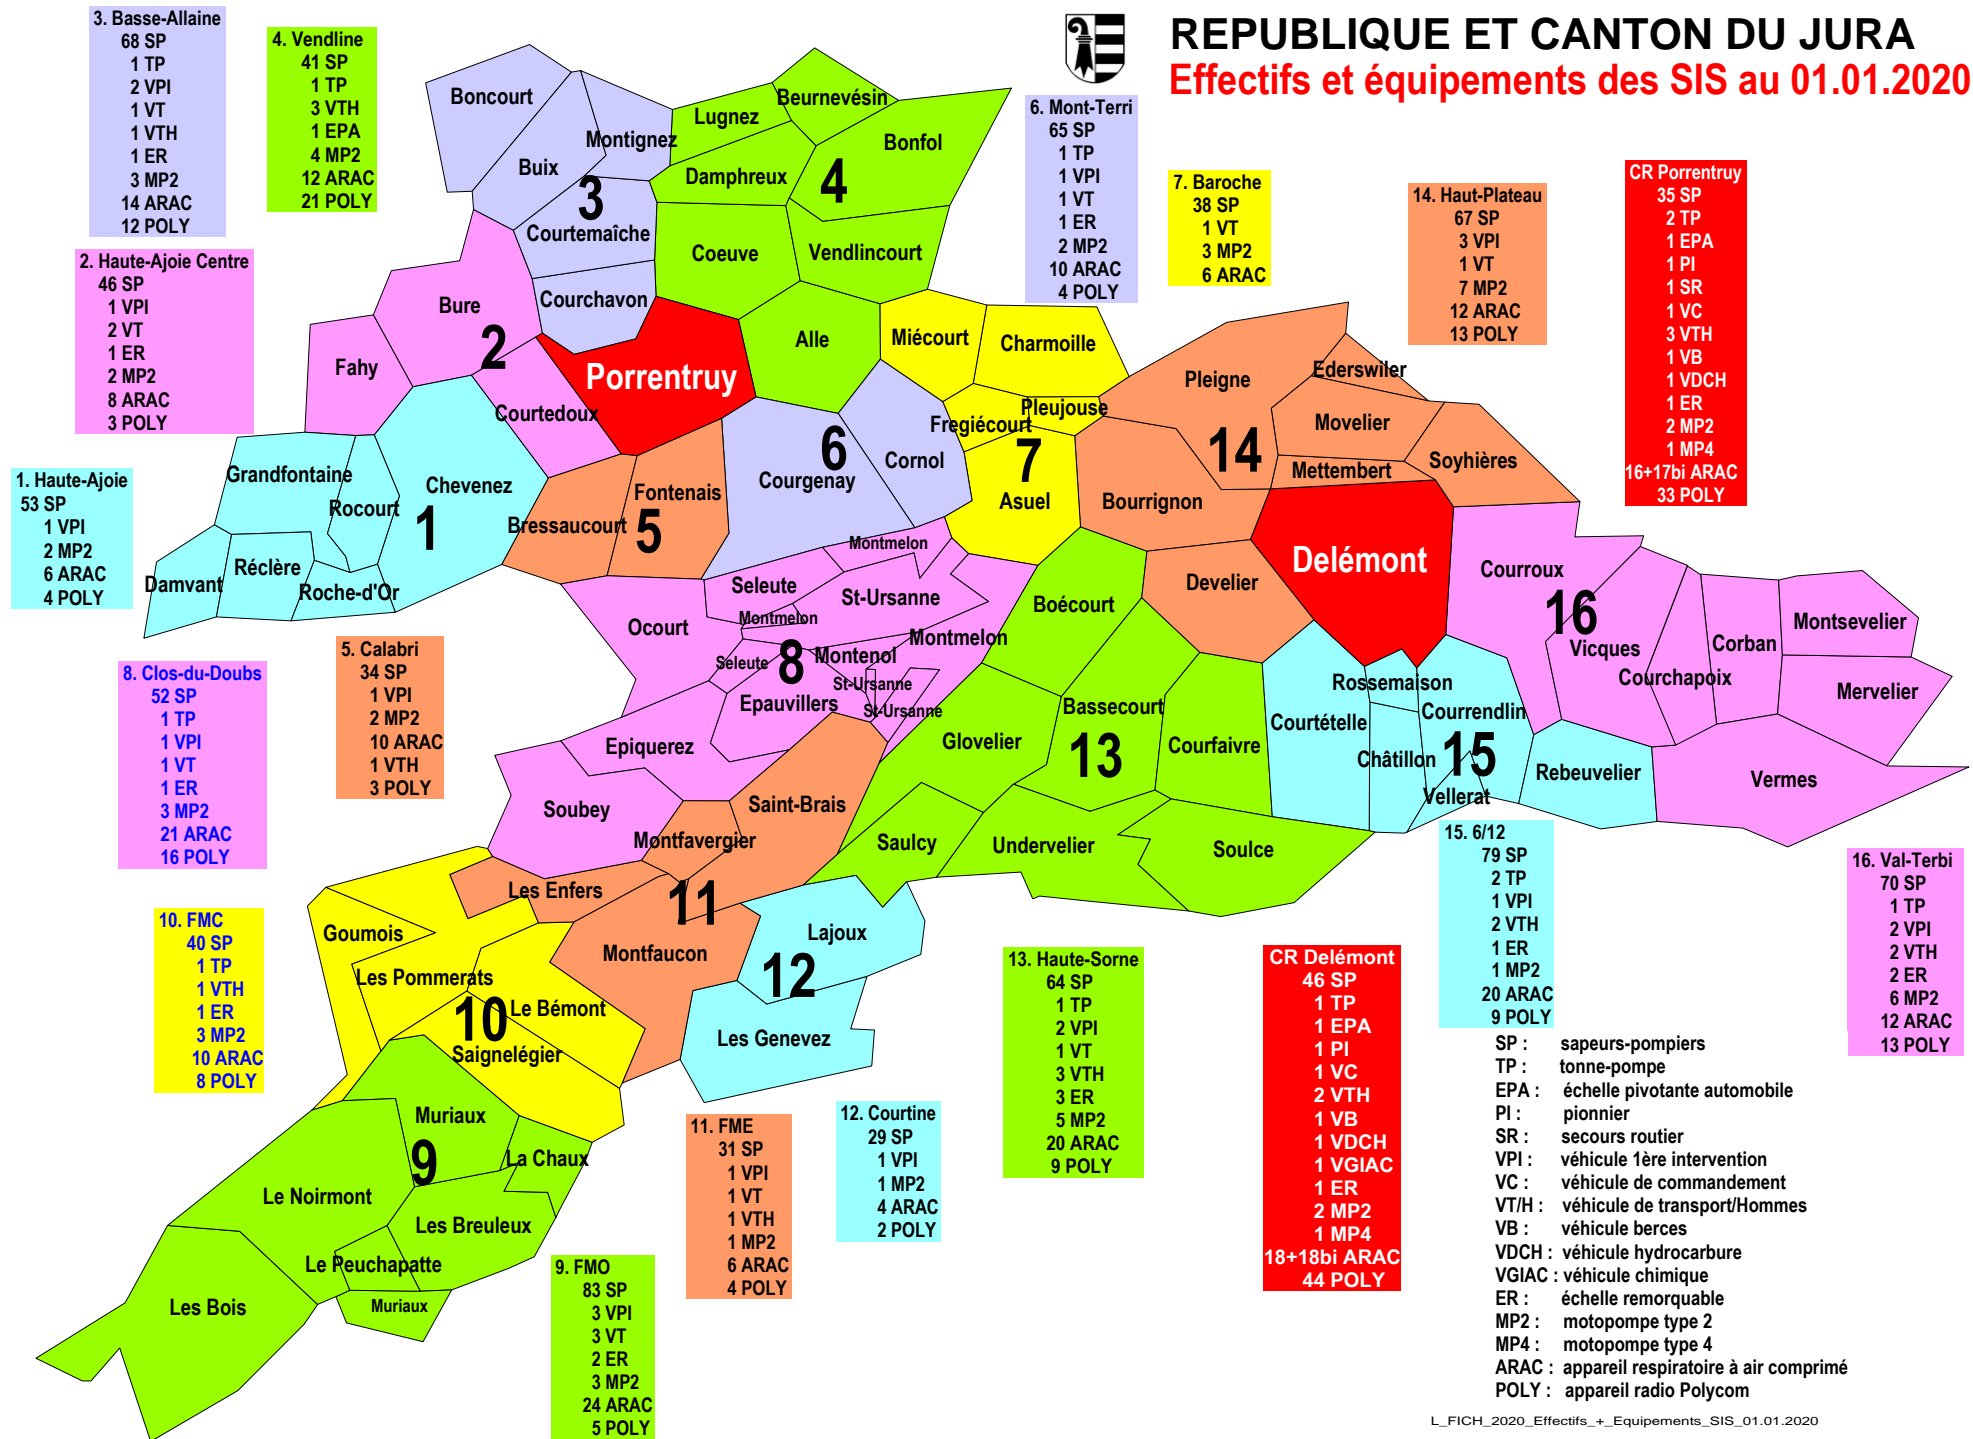 REPUBLIQUE ET CANTON DU JURA
Effectifs et équipements des SIS au 01.01.2020
3. Basse-Allaine
68 SP
1 TP
2 VPI
1 VT
1 VTH
1 ER
3 MP2
14 ARAC
12 POLY
4. Vendline
41 SP
1 TP
3 VTH
1 EPA
4 MP2
12 ARAC
21 POLY
6. Mont-Terri
65 SP
1 TP
1 VPI
1 VT
1 ER
2 MP2
10 ARAC
4 POLY
7. Baroche
38 SP
1 VT
3 MP2
6 ARAC
14. Haut-Plateau
67 SP
3 VPI
1 VT
7 MP2
12 ARAC
13 POLY
CR Porrentruy
35 SP
2 TP
1 EPA
1 PI
1 SR
1 VC
3 VTH
1 VB
1 VDCH
1 ER
2 MP2
1 MP4
16+17bi ARAC
33 POLY
2. Haute-Ajoie Centre
46 SP
1 VPI
2 VT
1 ER
2 MP2
8 ARAC
3 POLY
1. Haute-Ajoie
53 SP
1 VPI
2 MP2
6 ARAC
4 POLY
8. Clos-du-Doubs
52 SP
1 TP
1 VPI
1 VT
1 ER
3 MP2
21 ARAC
16 POLY
5. Calabri
34 SP
1 VPI
2 MP2
10 ARAC
1 VTH
3 POLY
10. FMC
40 SP
1 TP
1 VTH
1 ER
3 MP2
10 ARAC
8 POLY
9. FMO
83 SP
3 VPI
3 VT
2 ER
3 MP2
24 ARAC
5 POLY
11. FME
31 SP
1 VPI
1 VT
1 VTH
1 MP2
6 ARAC
4 POLY
12. Courtine
29 SP
1 VPI
1 MP2
4 ARAC
2 POLY
13. Haute-Sorne
64 SP
1 TP
2 VPI
1 VT
3 VTH
3 ER
5 MP2
20 ARAC
9 POLY
CR Delémont
46 SP
1 TP
1 EPA
1 PI
1 VC
2 VTH
1 VB
1 VDCH
1 VGIAC
1 ER
2 MP2
1 MP4
18+18bi ARAC
44 POLY
15. 6/12
79 SP
2 TP
1 VPI
2 VTH
1 ER
1 MP2
20 ARAC
9 POLY
16. Val-Terbi
70 SP
1 TP
2 VPI
2 VTH
2 ER
6 MP2
12 ARAC
13 POLY
Boncourt
Buix
Montignez
3
Courtemaîche
Courchavon
Lugnez
Beurnevésin
Bonfol
Damphreux
4
Coeuve
Vendlincourt
Alle
Bure
2
Fahy
Courtedoux
Porrentruy
Miécourt
Charmoille
Pleujouse
Fregiécourt
7
Asuel
Grandfontaine
Rocourt
Chevenez
1
Damvant
Réclère
Roche-d'Or
Bressaucourt
Fontenais
5
6
Courgenay
Cornol
Pleigne
Ederswiler
Movelier
14
Mettembert
Soyhières
Bourrignon
Develier
Delémont
Montmelon
Seleute
St-Ursanne
Montmelon
Ocourt
Montmelon
Seleute
8
Montenol
St-Ursanne
St-Ursanne
Epauvillers
Epiquerez
Soubey
Boécourt
Bassecourt
Glovelier
13
Courfaivre
Saulcy
Undervelier
Soulce
Courroux
16
Vicques
Courchapoix
Corban
Montsevelier
Mervelier
Vermes
Rossemaison
Courtételle
Courrendlin
Châtillon
15
Vellerat
Rebeuvelier
Saint-Brais
Montfavergier
Les Enfers
11
Montfaucon
Lajoux
12
Les Genevez
Goumois
Les Pommerats
Le Bémont
10
Saignelégier
Muriaux
9
La Chaux
Le Noirmont
Les Breuleux
Le Peuchapatte
Les Bois
Muriaux
SP : sapeurs-pompiers
TP : tonne-pompe
EPA : échelle pivotante automobile
PI : pionnier
SR : secours routier
VPI : véhicule 1ère intervention
VC : véhicule de commandement
VT/H : véhicule de transport/Hommes
VB : véhicule berces
VDCH : véhicule hydrocarbure
VGIAC : véhicule chimique
ER : échelle remorquable
MP2 : motopompe type 2
MP4 : motopompe type 4
ARAC : appareil respiratoire à air comprimé
POLY : appareil radio Polycom
L_FICH_2020_Effectifs_+_Equipements_SIS_01.01.2020